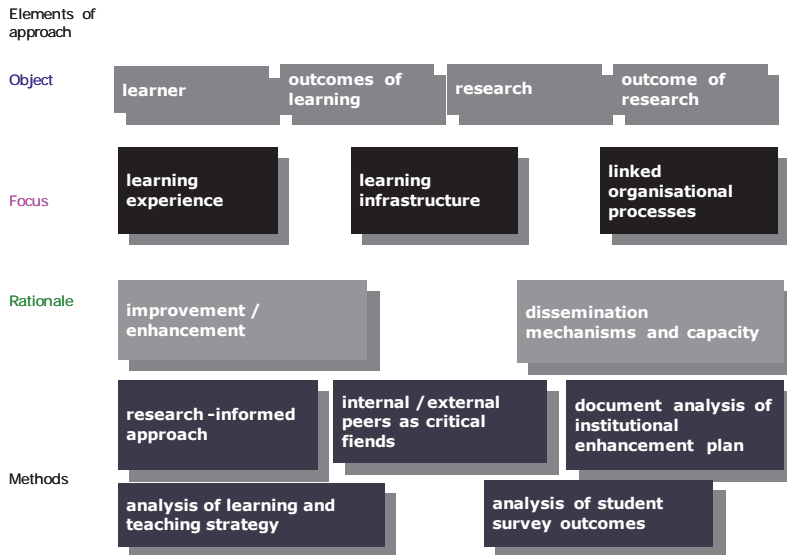 Elements of
approach
Object
learner
outcomes of
learning
research
outcome of
research
Focus
learning
experience
learning
infrastructure
linked
organisational
processes
Rationale
improvement /
enhancement
dissemination
mechanisms and capacity
Methods
research -informed
approach
internal / external
peers as critical
fiends
document analysis of
institutional
enhancement plan
analysis of learning and
teaching strategy
analysis of student
survey outcomes